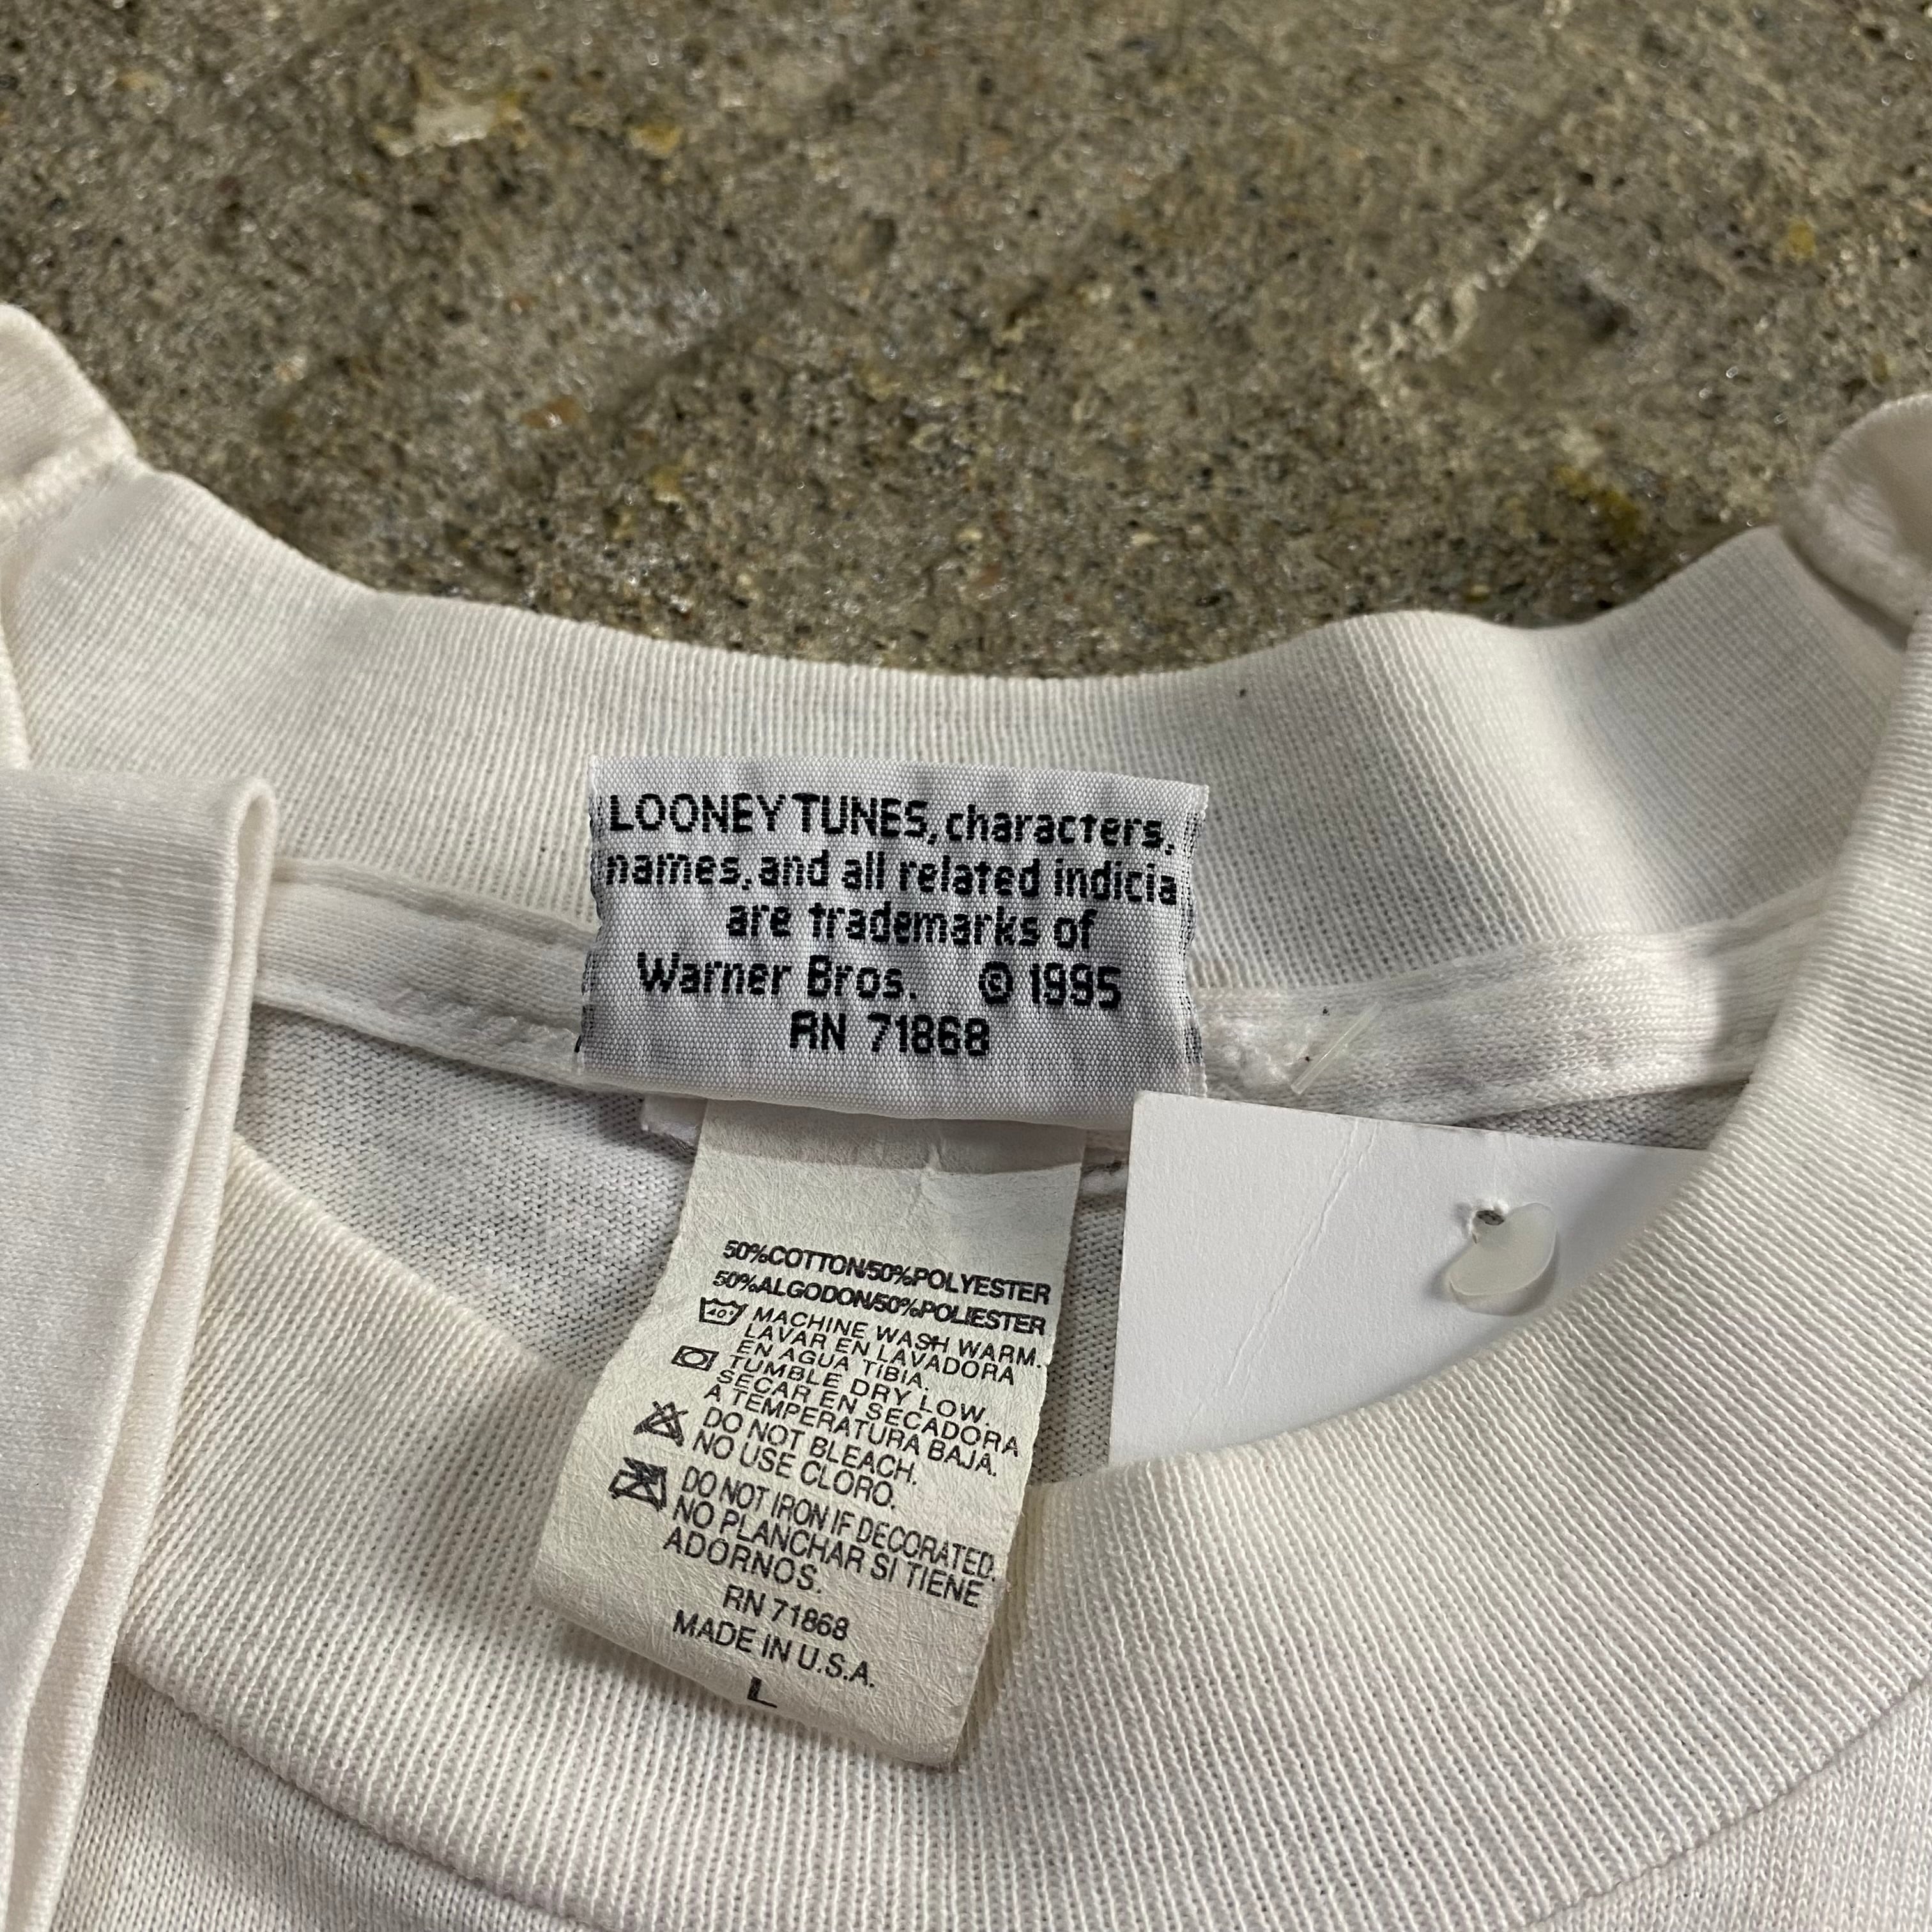 LOONEY TUNES, characters,
names, and all related indicia
are trademarks of
Warner Bros. © 1995
RN 71868
50%COTTON/50%POLYESTER
50%ALGODON/50%POLIESTER
40°
MACHINE WASH WARM.
LAVAR EN LAVADORA
EN AGUA TIBIA.
TUMBLE DRY LOW.
SECAR EN SECADORA
A TEMPERATURA BAJA.
DO NOT BLEACH.
NO USE CLORO.
DO NOT IRON IF DECORATED.
NO PLANCHAR SI TIENE
ADORNOS.
RN 71868
MADE IN U.S.A.
L